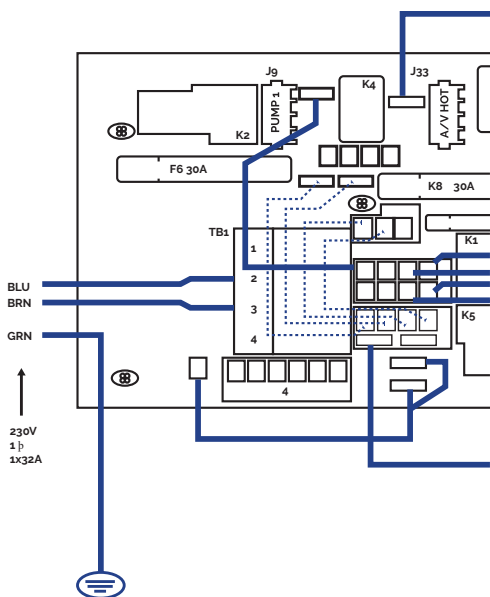 J9
J33
K4
PUMP 1
A/V HOT
K2
F6 30A
K8 30A
TB1
1
K1
2
BLU
BRN
3
K5
GRN
4
4
230V
1 þ
1x32A